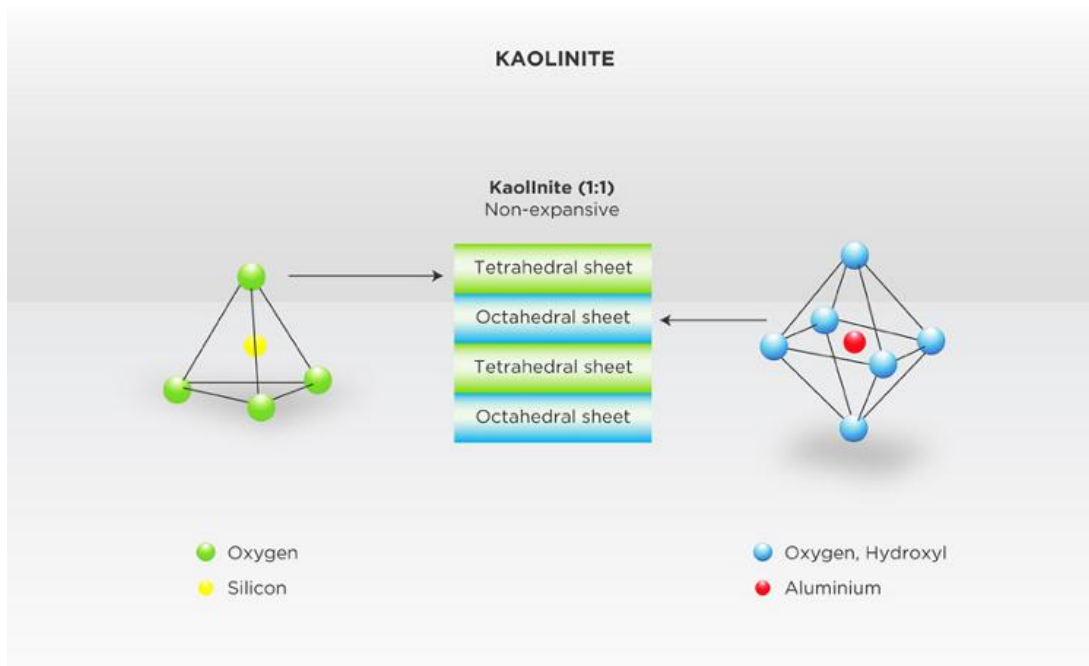 KAOLINITE
KaolInite (1:1)
Non-expansive
Tetrahedral sheet
Octahedral sheet
Tetrahedral sheet
Octahedral sheet
Oxygen
Silicon
Oxygen, Hydroxyl
Aluminium